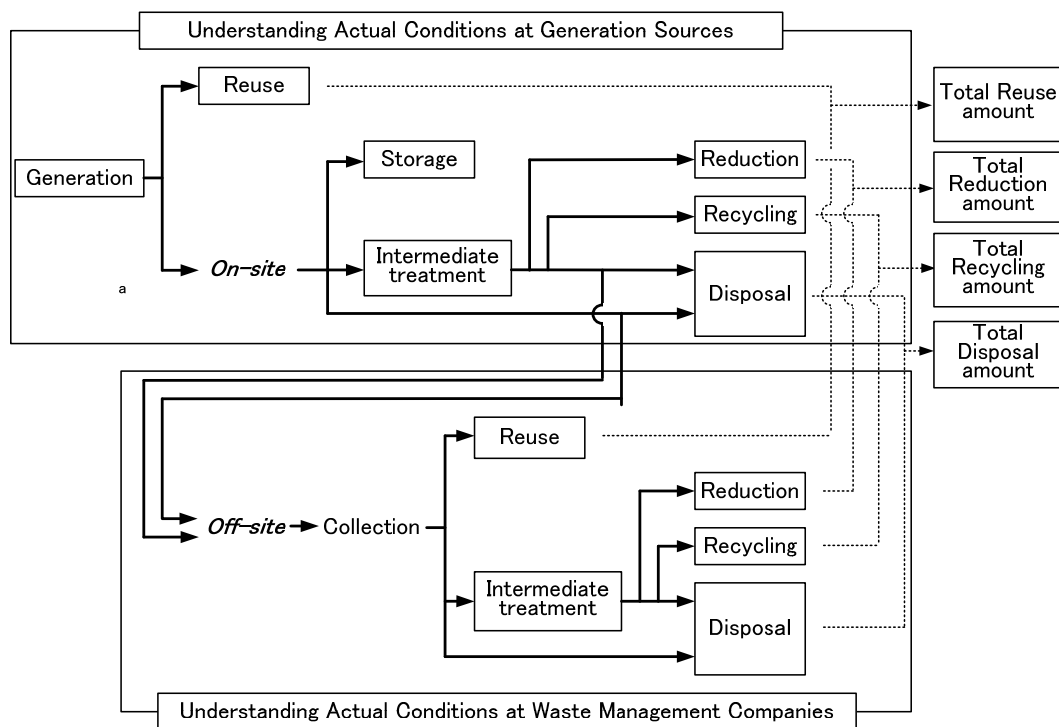 Understanding Actual Conditions at Generation Sources
Reuse
Total Reuse
amount
Storage
Reduction
Generation
Total
Reduction
amount
Recycling
Intermediate
treatment
On-site
Total
Recycling
amount
a
Disposal
Total
Disposal
amount
Reuse
Reduction
Off-site
Collection
Recycling
Intermediate
treatment
Disposal
Understanding Actual Conditions at Waste Management Companies